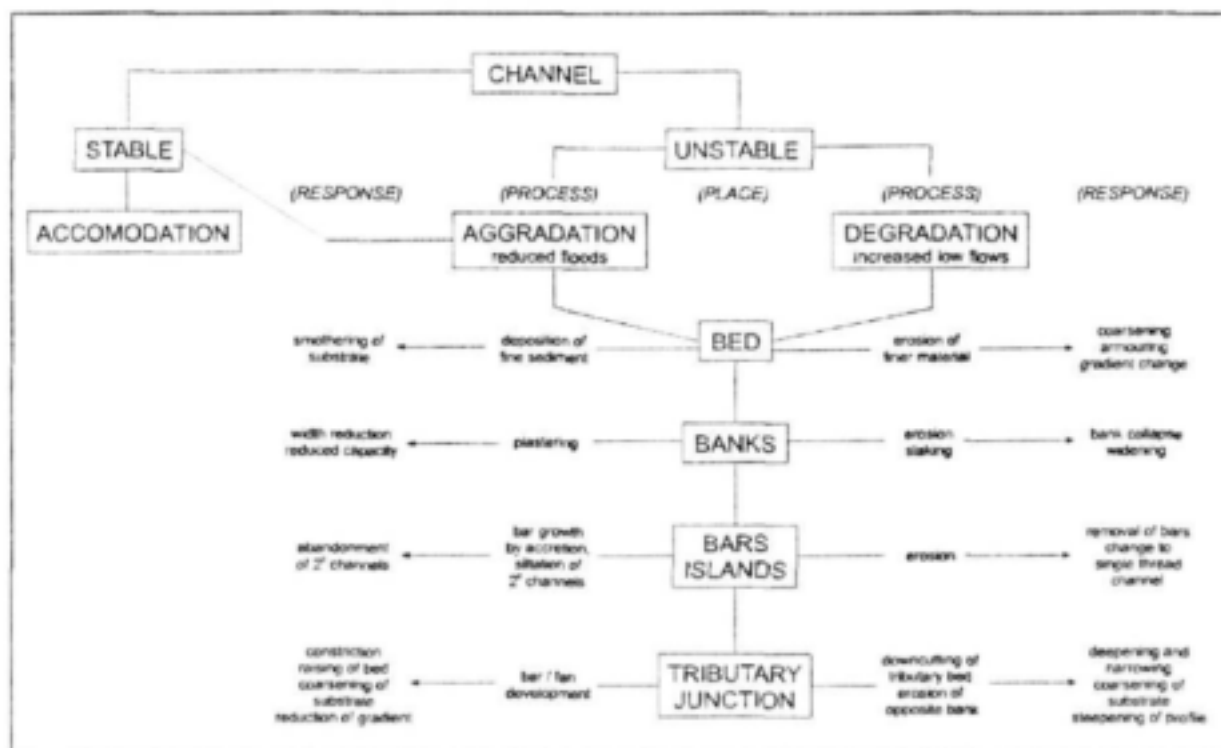 CHANNEL
STABLE
UNSTABLE
(RESPONSE)
(PROCESS)
(PLACE)
(PROCESS)
(RESPONSE)
ACCOMODATION
AGGRADATION
reduced floods
DEGRADATION
increased low flows
smothering of
substrate
deposition of
fine sediment
BED
erosion of
finer material
coarsening
armouring
gradient change
width reduction
reduced capacity
plastering
BANKS
erosion
slaking
bank collapse
widening
abandonment
of 2° channels
bar growth
by accretion,
siltation of
2° channels
BARS
ISLANDS
erosion
removal of bars
change to
single thread
channel
constriction
raising of bed
coarsening of
substrate
reduction of gradient
bar / fan
development
TRIBUTARY
JUNCTION
downcutting of
tributary bed
erosion of
opposite bank
deepening and
narrowing
coarsening of
substrate
steepening of profile